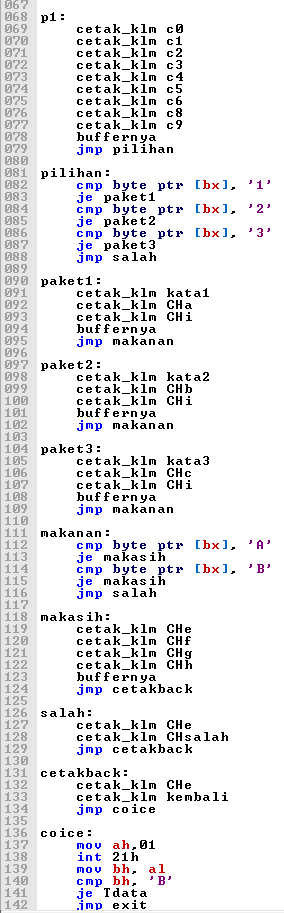 067
068 p1:
069 cetak_klm c0
070 cetak_klm c1
071 cetak_klm c2
072 cetak_klm c3
073 cetak_klm c4
074 cetak_klm c5
075 cetak_klm c6
076 cetak_klm c8
077 cetak_klm c9
078 buffernya
079 jmp pilihan
080
081 pilihan:
082 cmp byte ptr [bx], '1'
083 je paket1
084 cmp byte ptr [bx], '2'
085 je paket2
086 cmp byte ptr [bx], '3'
087 je paket3
088 jmp salah
089
090 paket1:
091 cetak_klm kata1
092 cetak_klm CHa
093 cetak_klm CHi
094 buffernya
095 jmp makanan
096
097 paket2:
098 cetak_klm kata2
099 cetak_klm CHb
100 cetak_klm CHi
101 buffernya
102 jmp makanan
103
104 paket3:
105 cetak_klm kata3
106 cetak_klm CHc
107 cetak_klm CHi
108 buffernya
109 jmp makanan
110
111 makanan:
112 cmp byte ptr [bx], 'A'
113 je makasih
114 cmp byte ptr [bx], 'B'
115 je makasih
116 jmp salah
117
118 makasih:
119 cetak_klm CHe
120 cetak_klm CHf
121 cetak_klm CHg
122 cetak_klm CHh
123 buffernya
124 jmp cetakback
125
126 salah:
127 cetak_klm CHe
128 cetak_klm CHsalah
129 jmp cetakback
130
131 cetakback:
132 cetak_klm CHe
133 cetak_klm kembali
134 jmp coice
135
136 coice:
137 mov ah,01
138 int 21h
139 mov bh, al
140 cmp bh, 'B'
141 je Tdata
142 jmp exit